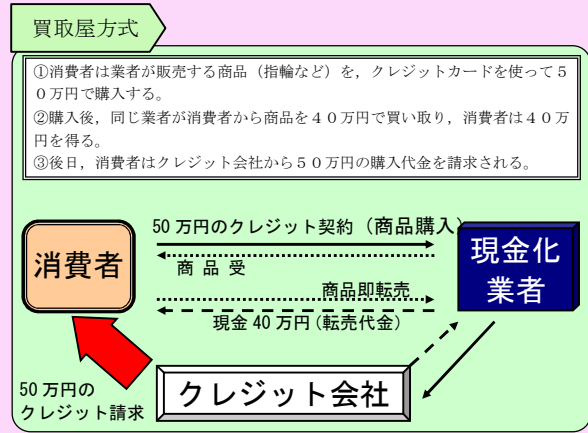 買取屋方式
①消費者は業者が販売する商品（指輪など）を，クレジットカードを使って５
０万円で購入する。
②購入後，同じ業者が消費者から商品を４０万円で買い取り，消費者は４０万
円を得る。
③後日，消費者はクレジット会社から５０万円の購入代金を請求される。
50 万円のクレジット契約（商品購入）
消費者
現金化
業者
商 品 受
商品即転売
現金 40 万円（転売代金）
50 万円の
クレジット請求
クレジット会社